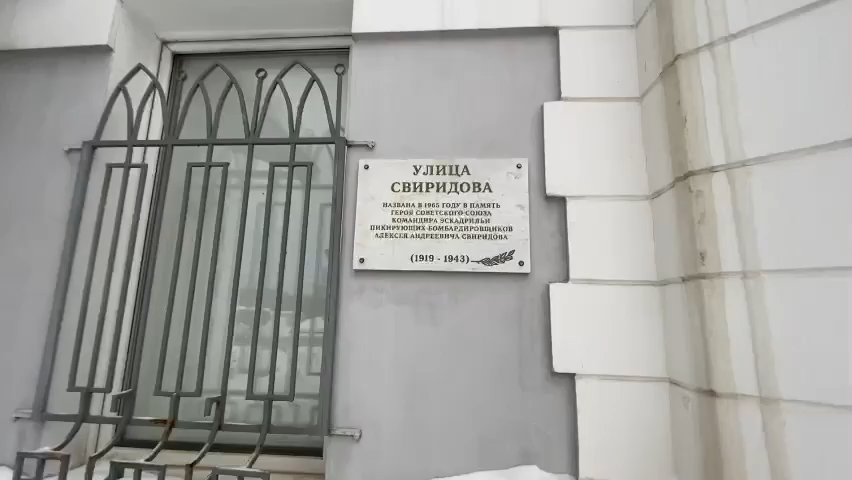 УЛИЦА
СВИРИДОВА
НАЗВАНА В 1965 ГОДУ В ПАМЯТЬ
ГЕРОЯ СОВЕТСКОГО СОЮЗА
КОМАНДИРА ЭСКАДРИЛЬИ
ПИКИРУЮЩИХ БОМБАРДИРОВЩИКОВ
АЛЕКСЕЯ АНДРЕЕВИЧА СВИРИДОВА
(1919 - 1943)